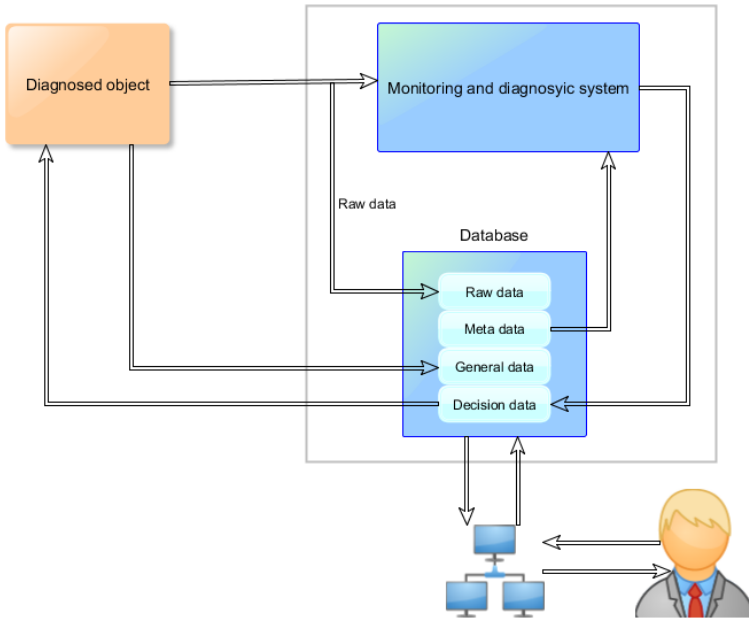 Diagnosed object
Monitoring and diagnosyic system
Raw data
Database
Raw data
Meta data
General data
Decision data